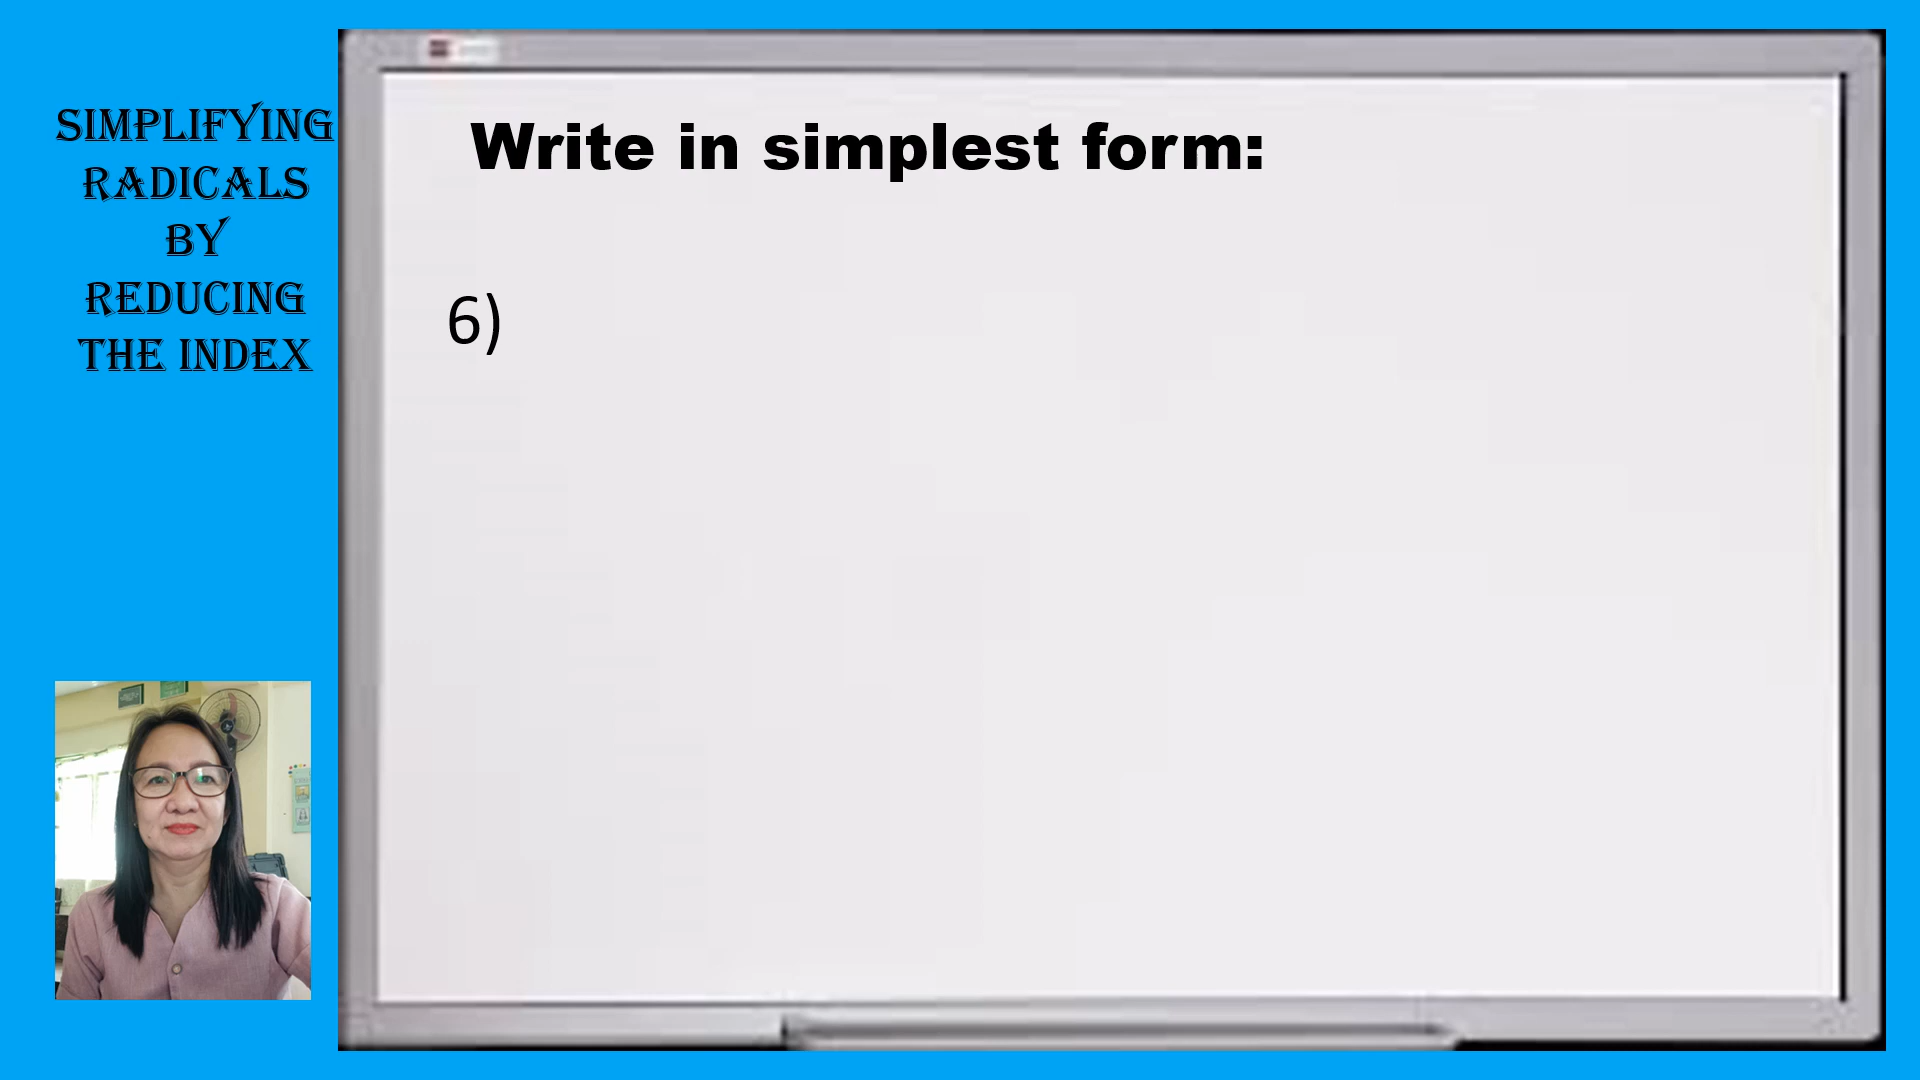 SIMPLIFYING
RADICALS
BY
REDUCING
THE INDEX
Write in simplest form:
6)